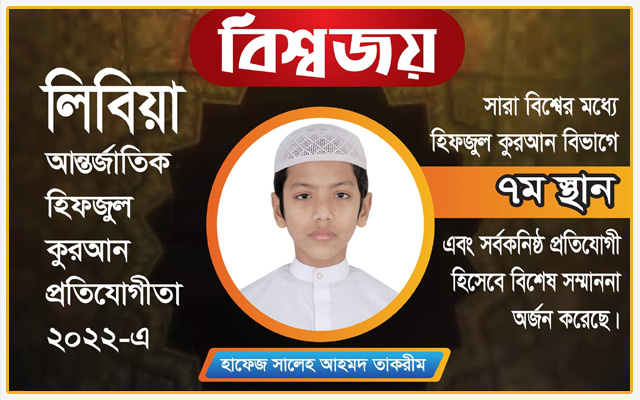 বিশ্বজয়
লিবিয়া
আন্তর্জাতিক
হিফজুল
কুরআন
প্রতিযোগীতা
২০২২-এ
সারা বিশ্বের মধ্যে
হিফজুল কুরআন বিভাগে
৭ম স্থান
এবং সর্বকনিষ্ঠ প্রতিযোগী
হিসেবে বিশেষ সম্মাননা
অর্জন করেছে।
হাফেজ সালেহ আহমদ তাকরীম